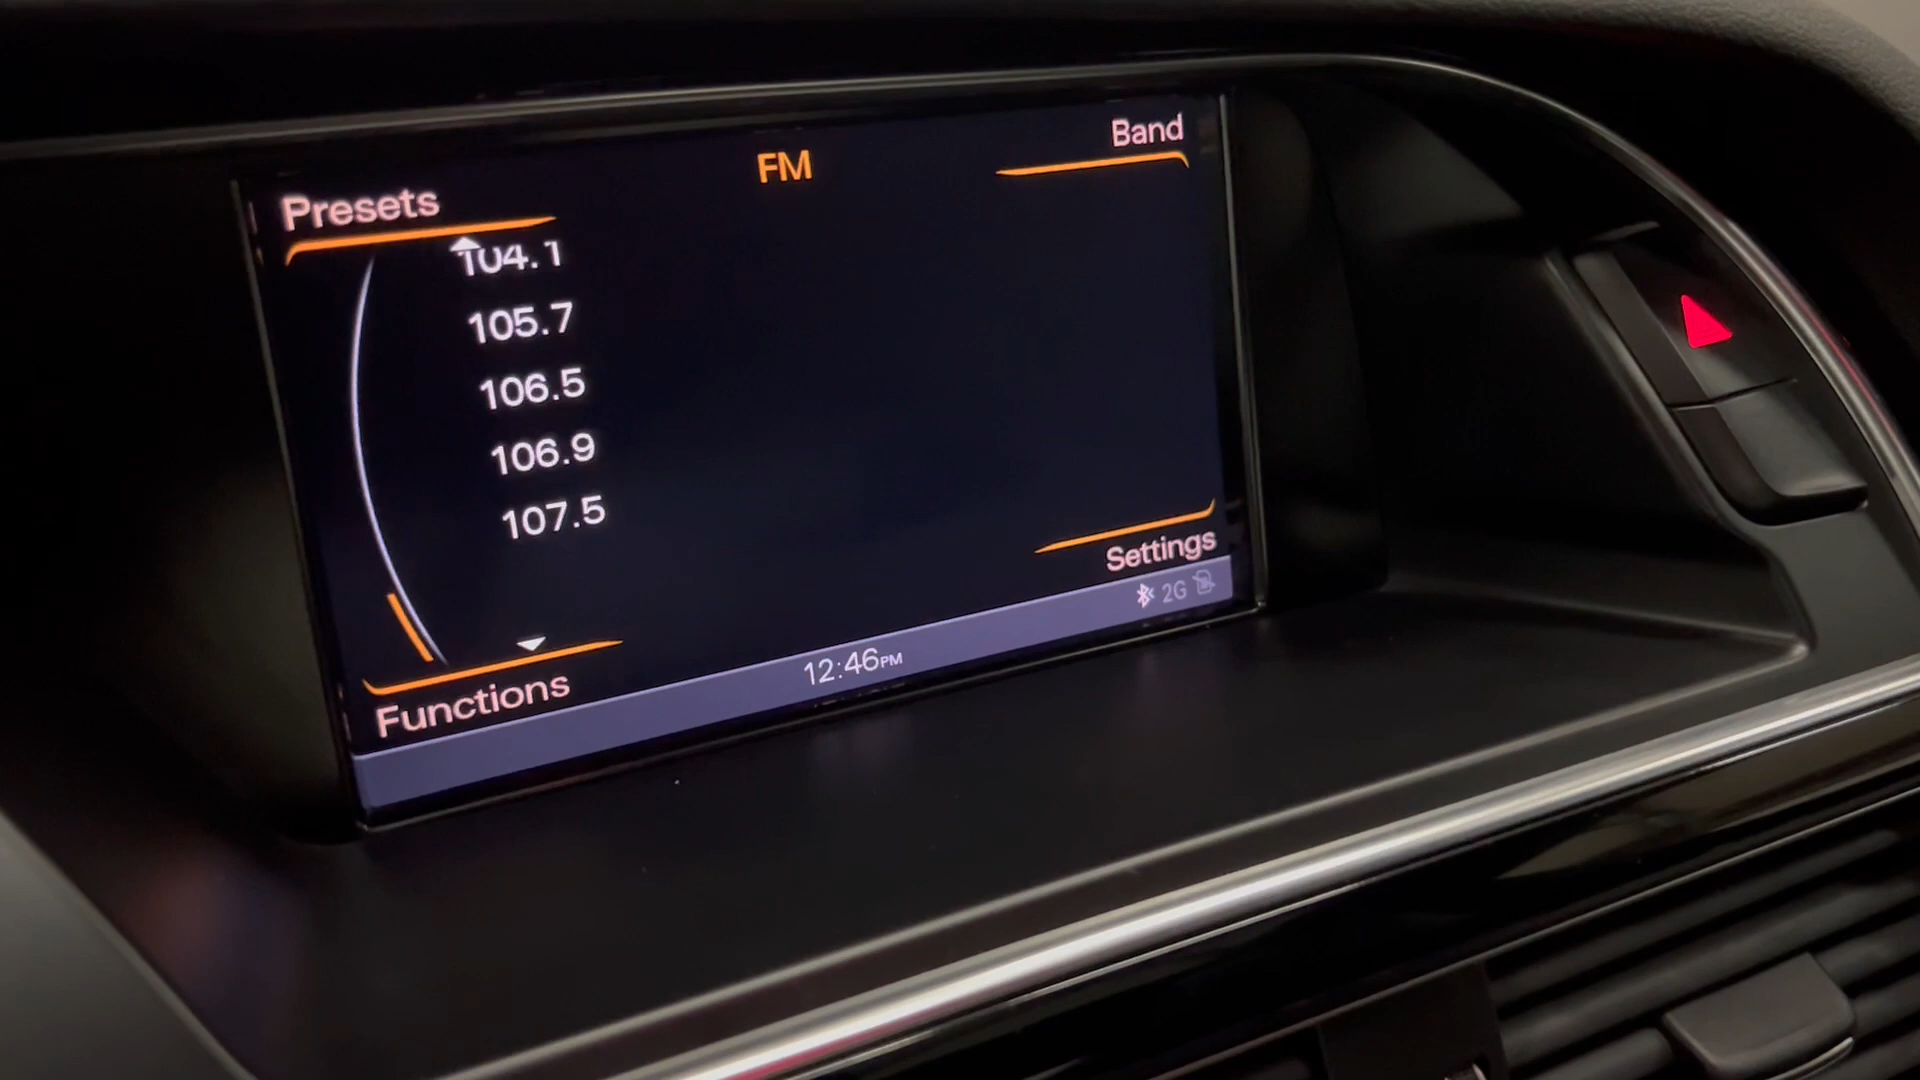 Band
FM
Presets
104.1
105.7
106.5
106.9
107.5
Settings
2G
12:46PM
Functions